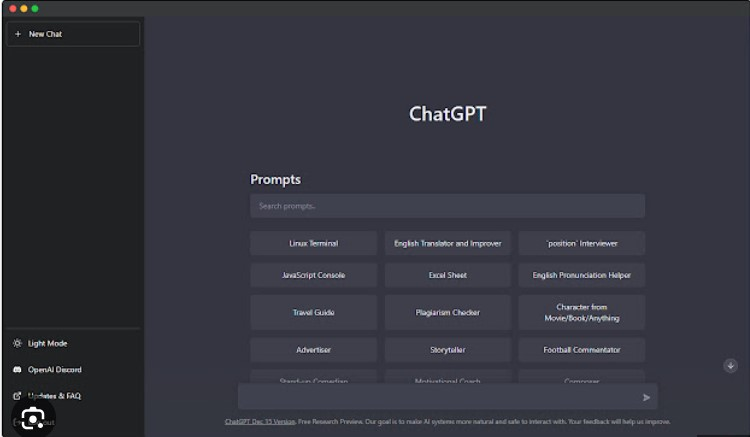 + New Chat
ChatGPT
Prompts
Search prompts..
Linux Terminal
English Translator and Improver
`position` Interviewer
JavaScript Console
Excel Sheet
English Pronunciation Helper
Travel Guide
Plagiarism Checker
Character from
Movie/Book/Anything
Advertiser
Storyteller
Football Commentator
Stand-up Comedian
Motivational Coach
Composer
Light Mode
OpenAI Discord
Updates & FAQ
ChatGPT Dec 15 Version. Free Research Preview. Our goal is to make AI systems more natural and safe to interact with. Your feedback will help us improve.